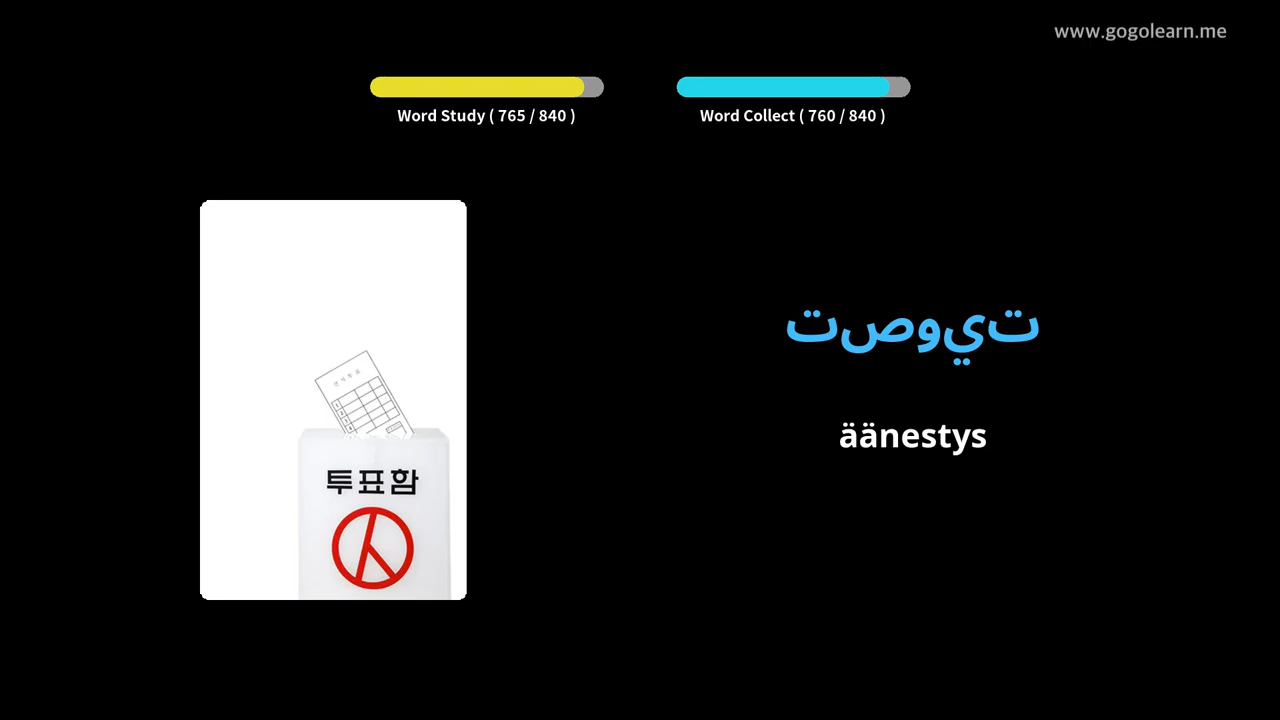 www.gogolearn.me
Word Study ( 765 / 840 )
Word Collect ( 760 / 840 )
تصويت
äänestys
투표함